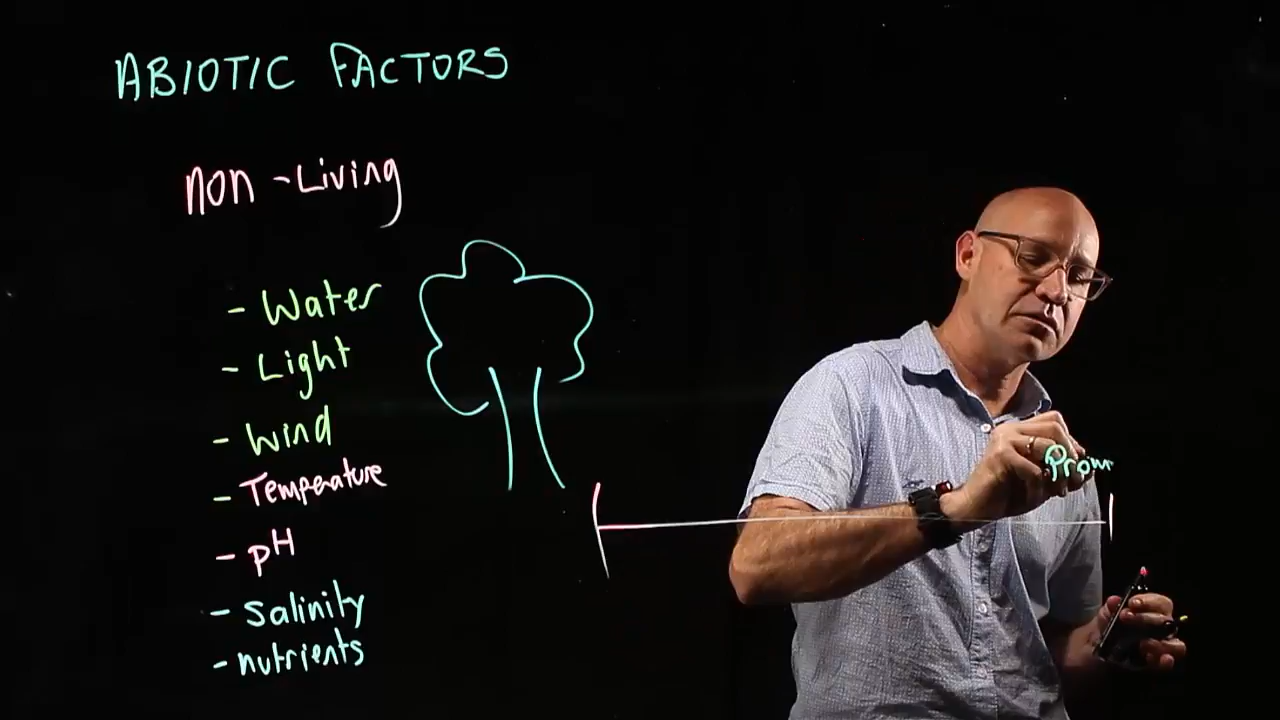 ABIOTIC FACTORS
non - Living
- Water
- Light
- Wind
- Temperature
- pH
- Salinity
- nutrients